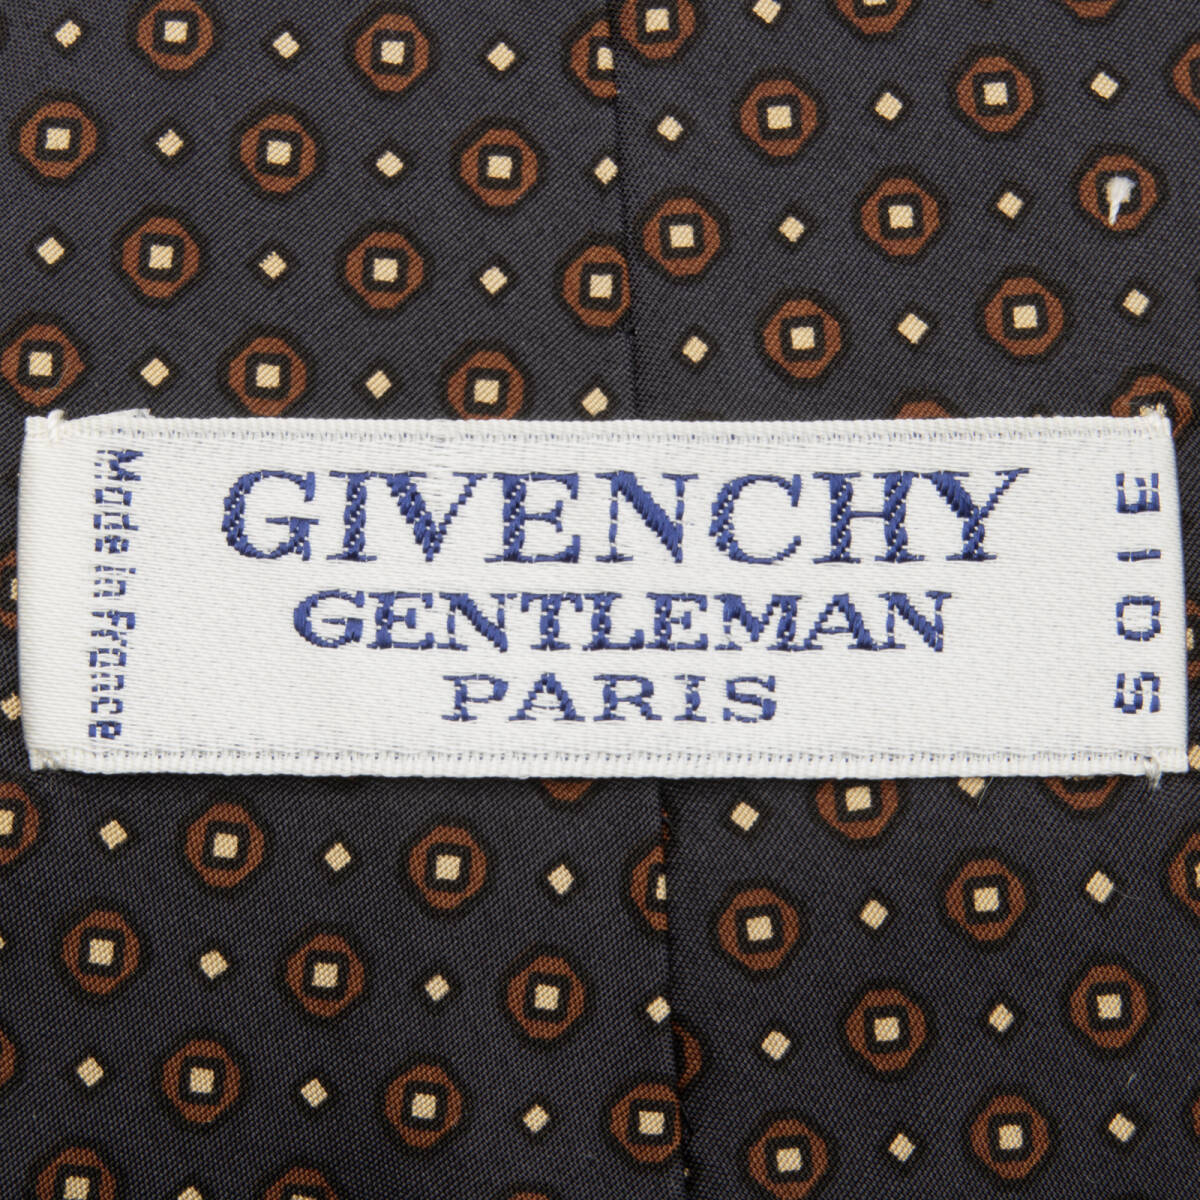 Made in France
GIVENCHY
GENTLEMAN
PARIS
SOIE